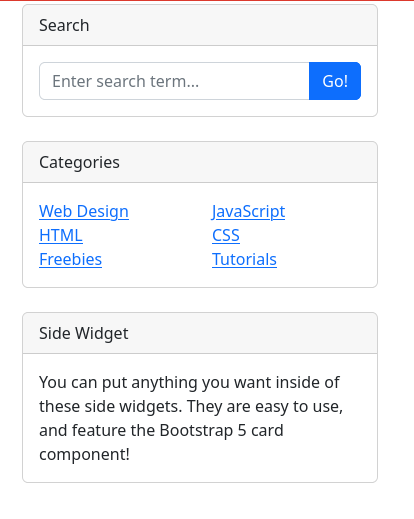 Search
Enter search term...
Go!
Categories
Web Design
HTML
Freebies
JavaScript
CSS
Tutorials
Side Widget
You can put anything you want inside of
these side widgets. They are easy to use,
and feature the Bootstrap 5 card
component!